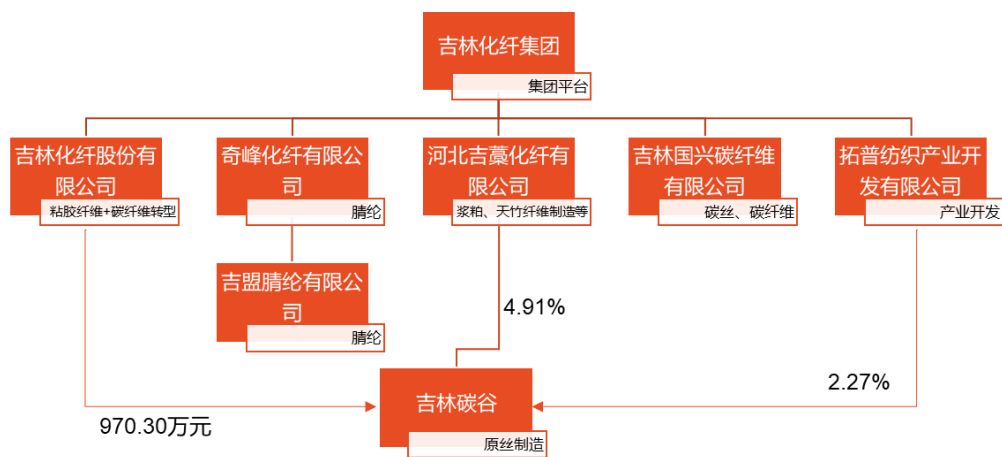 吉林化纤集团
集团平台
吉林化纤股份有
限公司
粘胶纤维+碳纤维转型
奇峰化纤有限公
司
腈纶
河北吉藁化纤有
限公司
浆粕、天竹纤维制造等
吉林国兴碳纤维
有限公司
碳丝、碳纤维
拓普纺织产业开
发有限公司
产业开发
吉盟腈纶有限公
司
腈纶
4.91%
2.27%
970.30万元
吉林碳谷
原丝制造